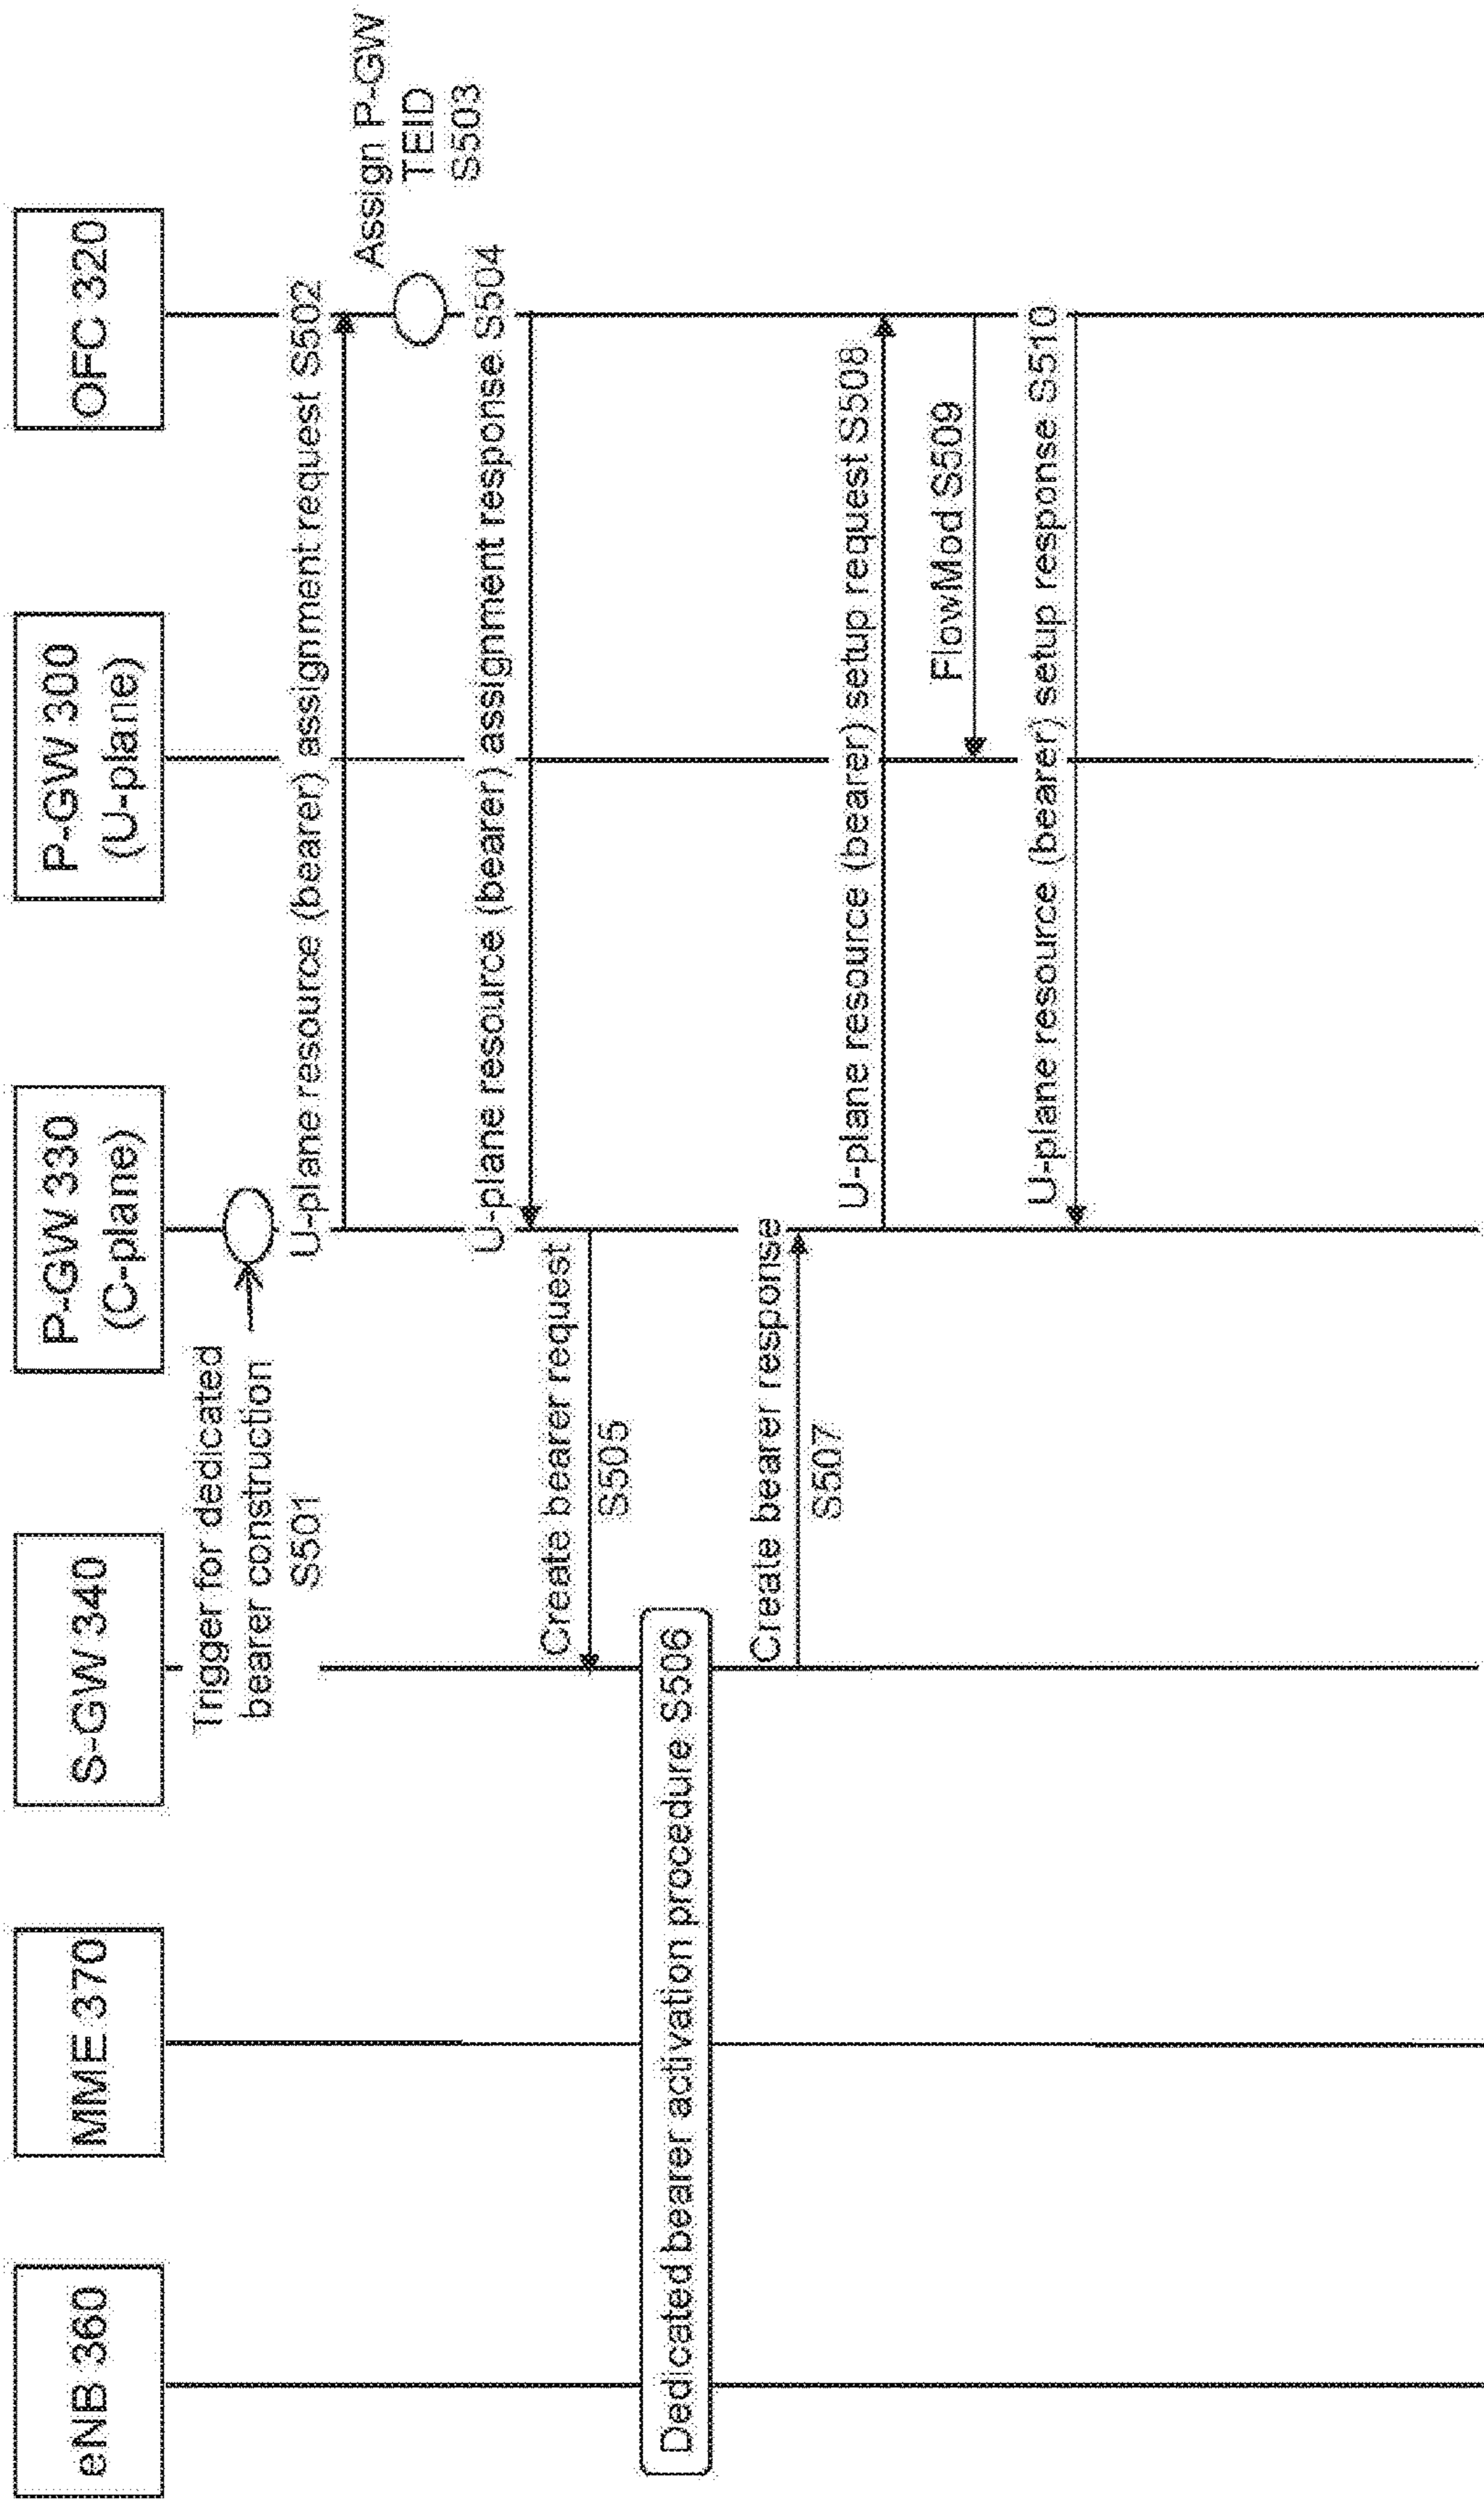 eNB 360
MME 370
S-GW 340
P-GW 330
(C-plane)
P-GW 300
(U-plane)
OFC 320
Trigger for dedicated
bearer construction
S501
U-plane resource (bearer) assignment request S502
Assign P-GW
TEID
S503
U-plane resource (bearer) assignment response S504
Create bearer request
S505
Dedicated bearer activation procedure S506
Create bearer response
S507
U-plane resource (bearer) setup request S508
FlowMod S509
U-plane resource (bearer) setup response S510